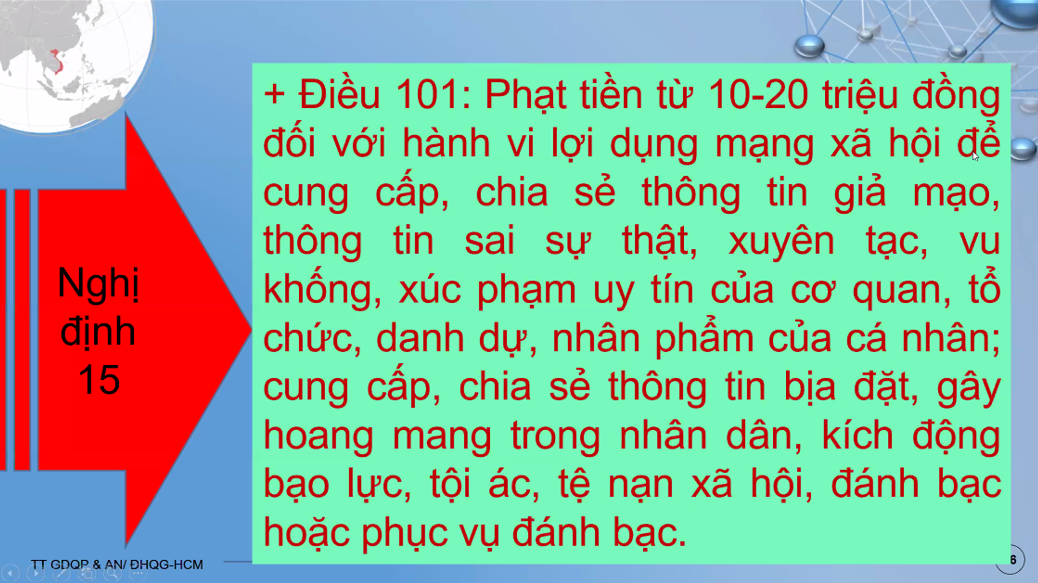 + Điều 101: Phạt tiền từ 10-20 triệu đồng
đối với hành vi lợi dụng mạng xã hội để
cung cấp, chia sẻ thông tin giả mạo,
thông tin sai sự thật, xuyên tạc, vu
khống, xúc phạm uy tín của cơ quan, tổ
chức, danh dự, nhân phẩm của cá nhân;
cung cấp, chia sẻ thông tin bịa đặt, gây
hoang mang trong nhân dân, kích động
bạo lực, tội ác, tệ nạn xã hội, đánh bạc
hoặc phục vụ đánh bạc.
Nghị
định
15
TT GDQP & AN/ ĐHQG-HCM
6